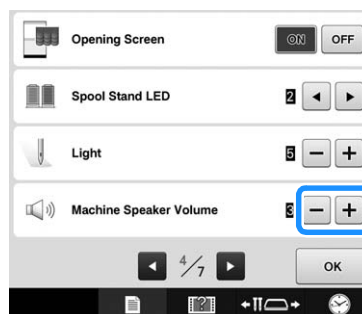 Opening Screen ON OFF
Spool Stand LED 2
Light 5 − +
Machine Speaker Volume 3 − +
4/7 OK